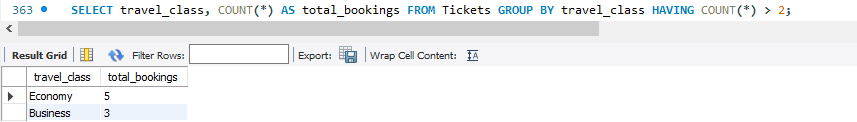 363 SELECT travel_class, COUNT(*) AS total_bookings FROM Tickets GROUP BY travel_class HAVING COUNT(*) > 2;
Result Grid Filter Rows: Export: Wrap Cell Content: IA
travel_class total_bookings
Economy 5
Business 3